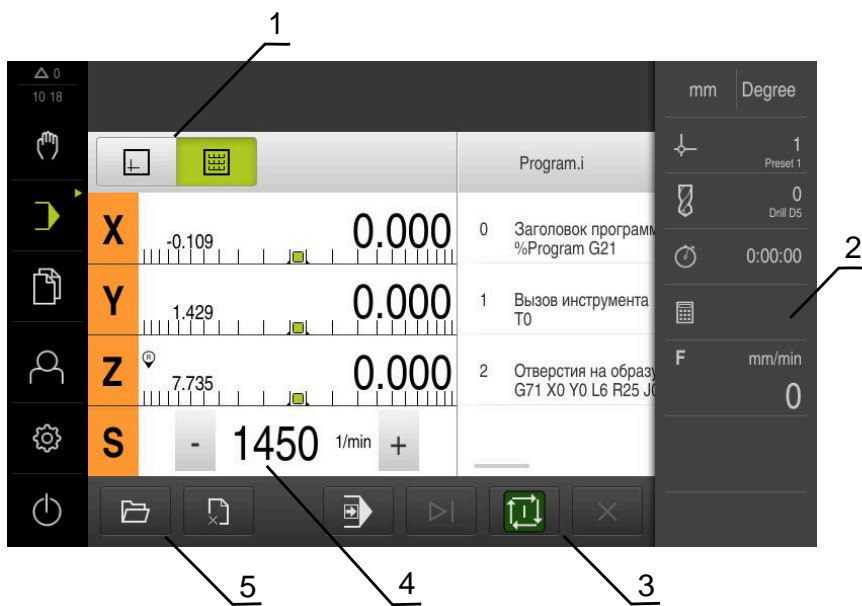 1
0
10 18
mm Degree
1
Preset 1
Program.i
0
Drill D5
X -0.109 0.000
0 Заголовок программ
%Program G21
0:00:00
2
Y 1.429 0.000
1 Вызов инструмента
T0
Z R 7.735 0.000
2 Отверстия на образу
G71 X0 Y0 L6 R25 J0
F mm/min
0
S - 1450 1/min +
5
4
3